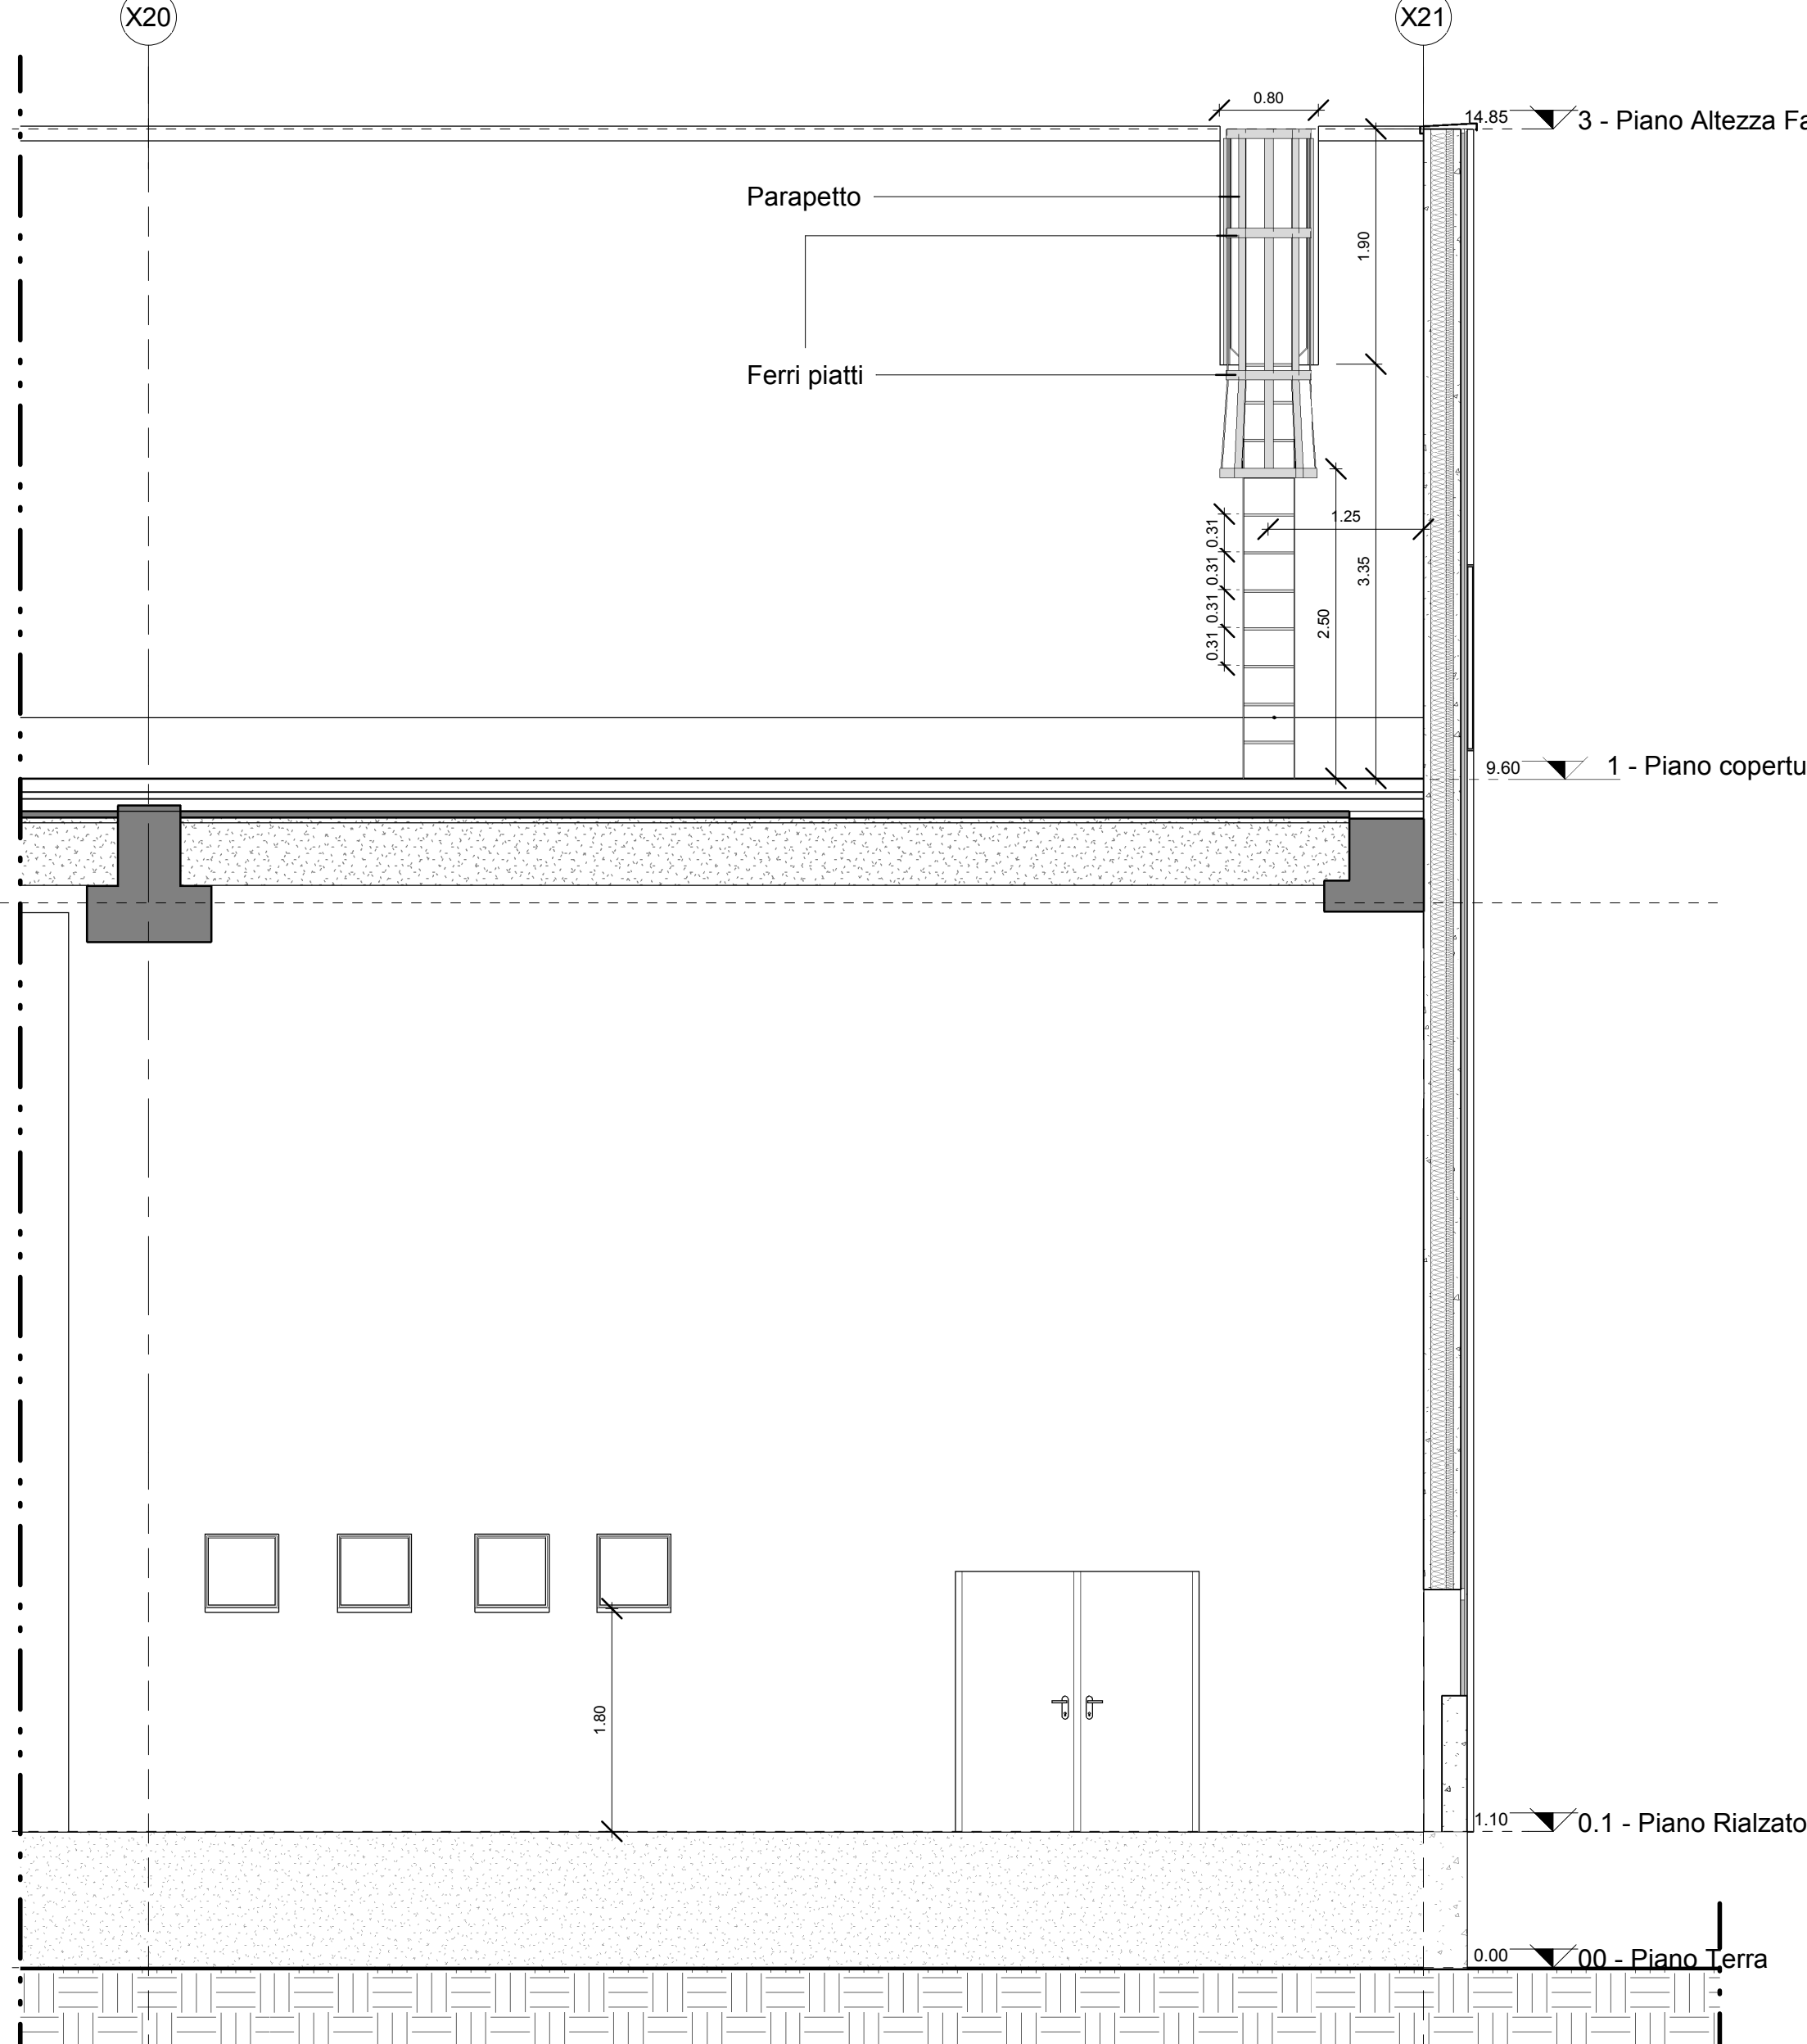 X20
X21
0.80
14.85
3 - Piano Altezza Fa
Parapetto
1.90
Ferri piatti
1.25
0.31
0.31
0.31
0.31
3.35
2.50
9.60
1 - Piano copertu
1.80
1.10
0.1 - Piano Rialzato
0.00
00 - Piano Terra